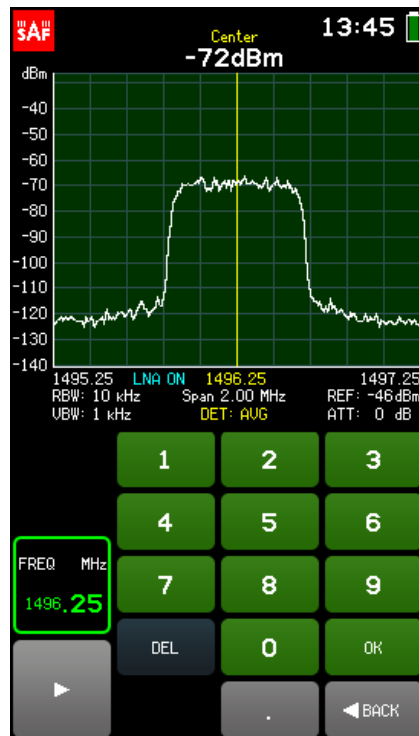 SAF
13:45
Center
-72dBm
dBm
-40
-50
-60
-70
-80
-90
-100
-110
-120
-130
-140
1495.25 LNA ON 1496.25 1497.25
RBW: 10 kHz Span 2.00 MHz REF: -46dBm
VBW: 1 kHz DET: AVG ATT: 0 dB
1 2 3
4 5 6
FREQ MHz
1496.25
7 8 9
DEL 0 OK
. BACK